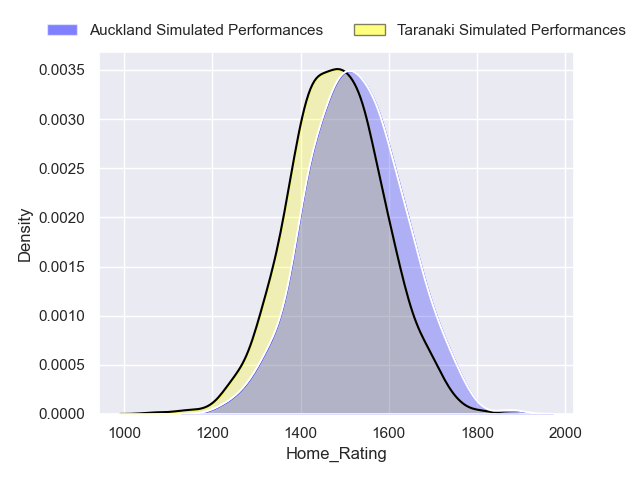 Auckland Simulated Performances Taranaki Simulated Performances
0.0035
0.0030
0.0025
0.0020
0.0015
0.0010
0.0005
0.0000
Density
1000 1200 1400 1600 1800 2000
Home_Rating